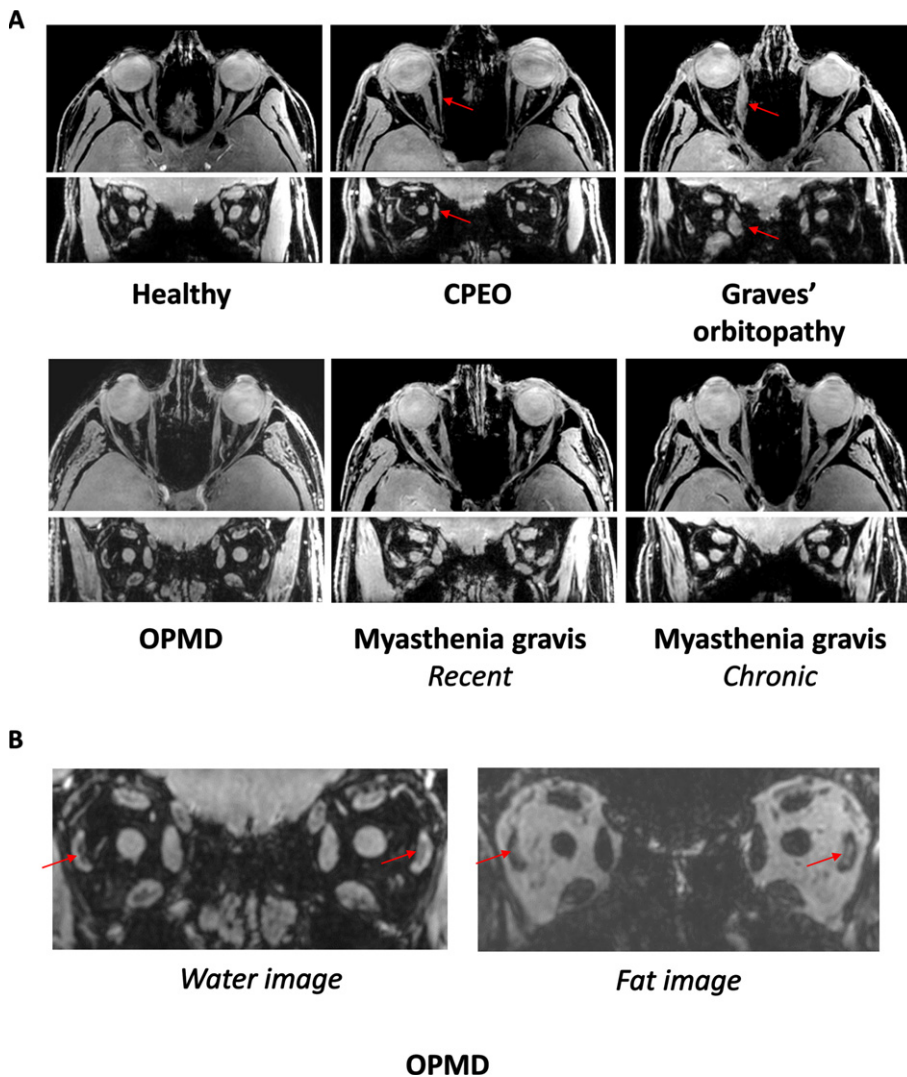 A
Healthy
CPEO
Graves’
orbitopathy
OPMD
Myasthenia gravis
Recent
Myasthenia gravis
Chronic
B
Water image
Fat image
OPMD